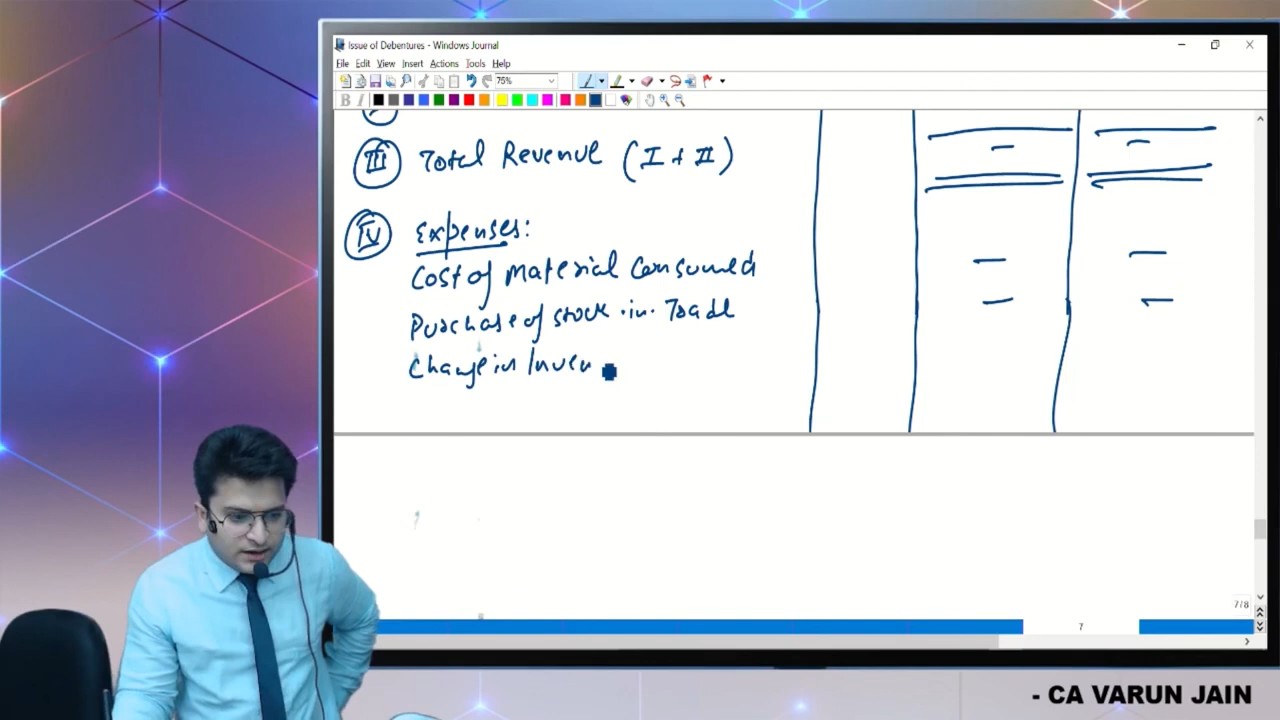 Issue of Debentures - Windows Journal
File Edit View Insert Actions Tools Help
75%
B I
III Total Revenue (I + II)
IV Expenses:
Cost of Material Consumed
Purchase of stock-in-Trade
Change in Inven
7/8
7
- CA VARUN JAIN